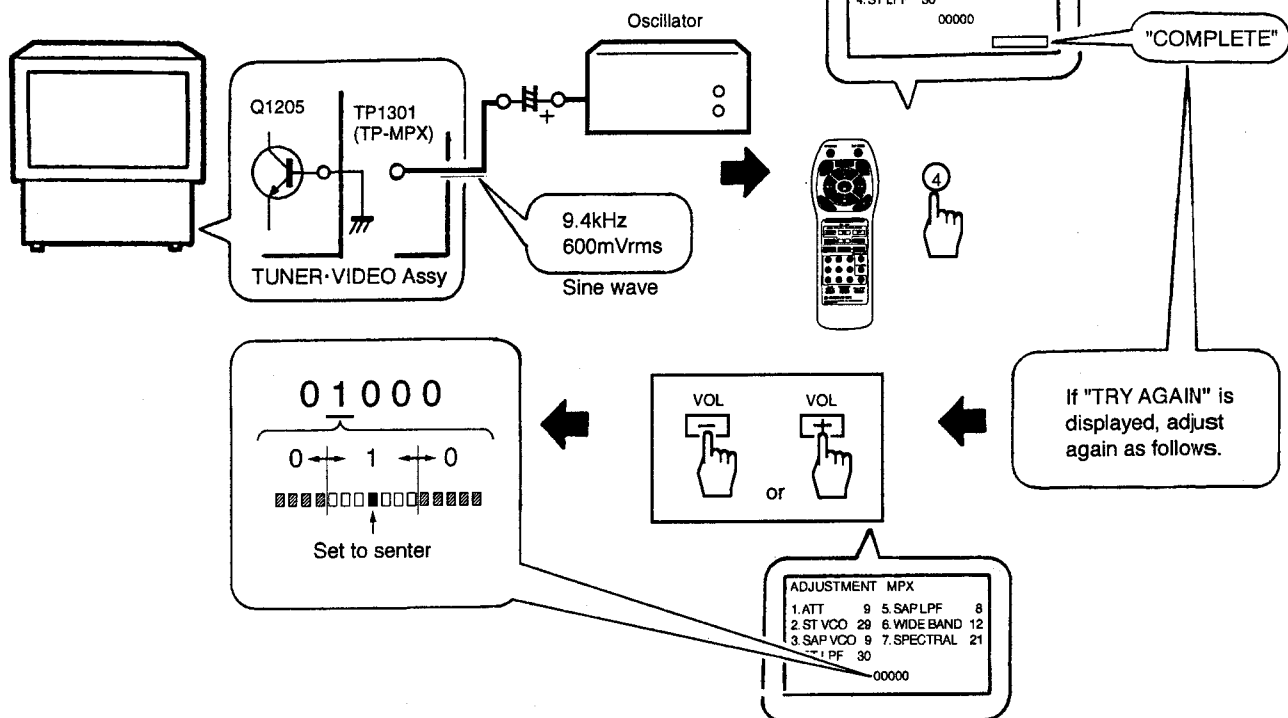 4. ST LPF 30
00000
"COMPLETE"
Oscillator
Q1205
TP1301
(TP-MPX)
+
TUNER·VIDEO Assy
9.4kHz
600mVrms
Sine wave
4
If "TRY AGAIN" is
displayed, adjust
again as follows.
VOL
VOL
−
+
or
01000
0 1 0
Set to senter
ADJUSTMENT MPX
1. ATT 9 5. SAP LPF 8
2. ST VCO 29 6. WIDE BAND 12
3. SAP VCO 9 7. SPECTRAL 21
LPF 30
00000